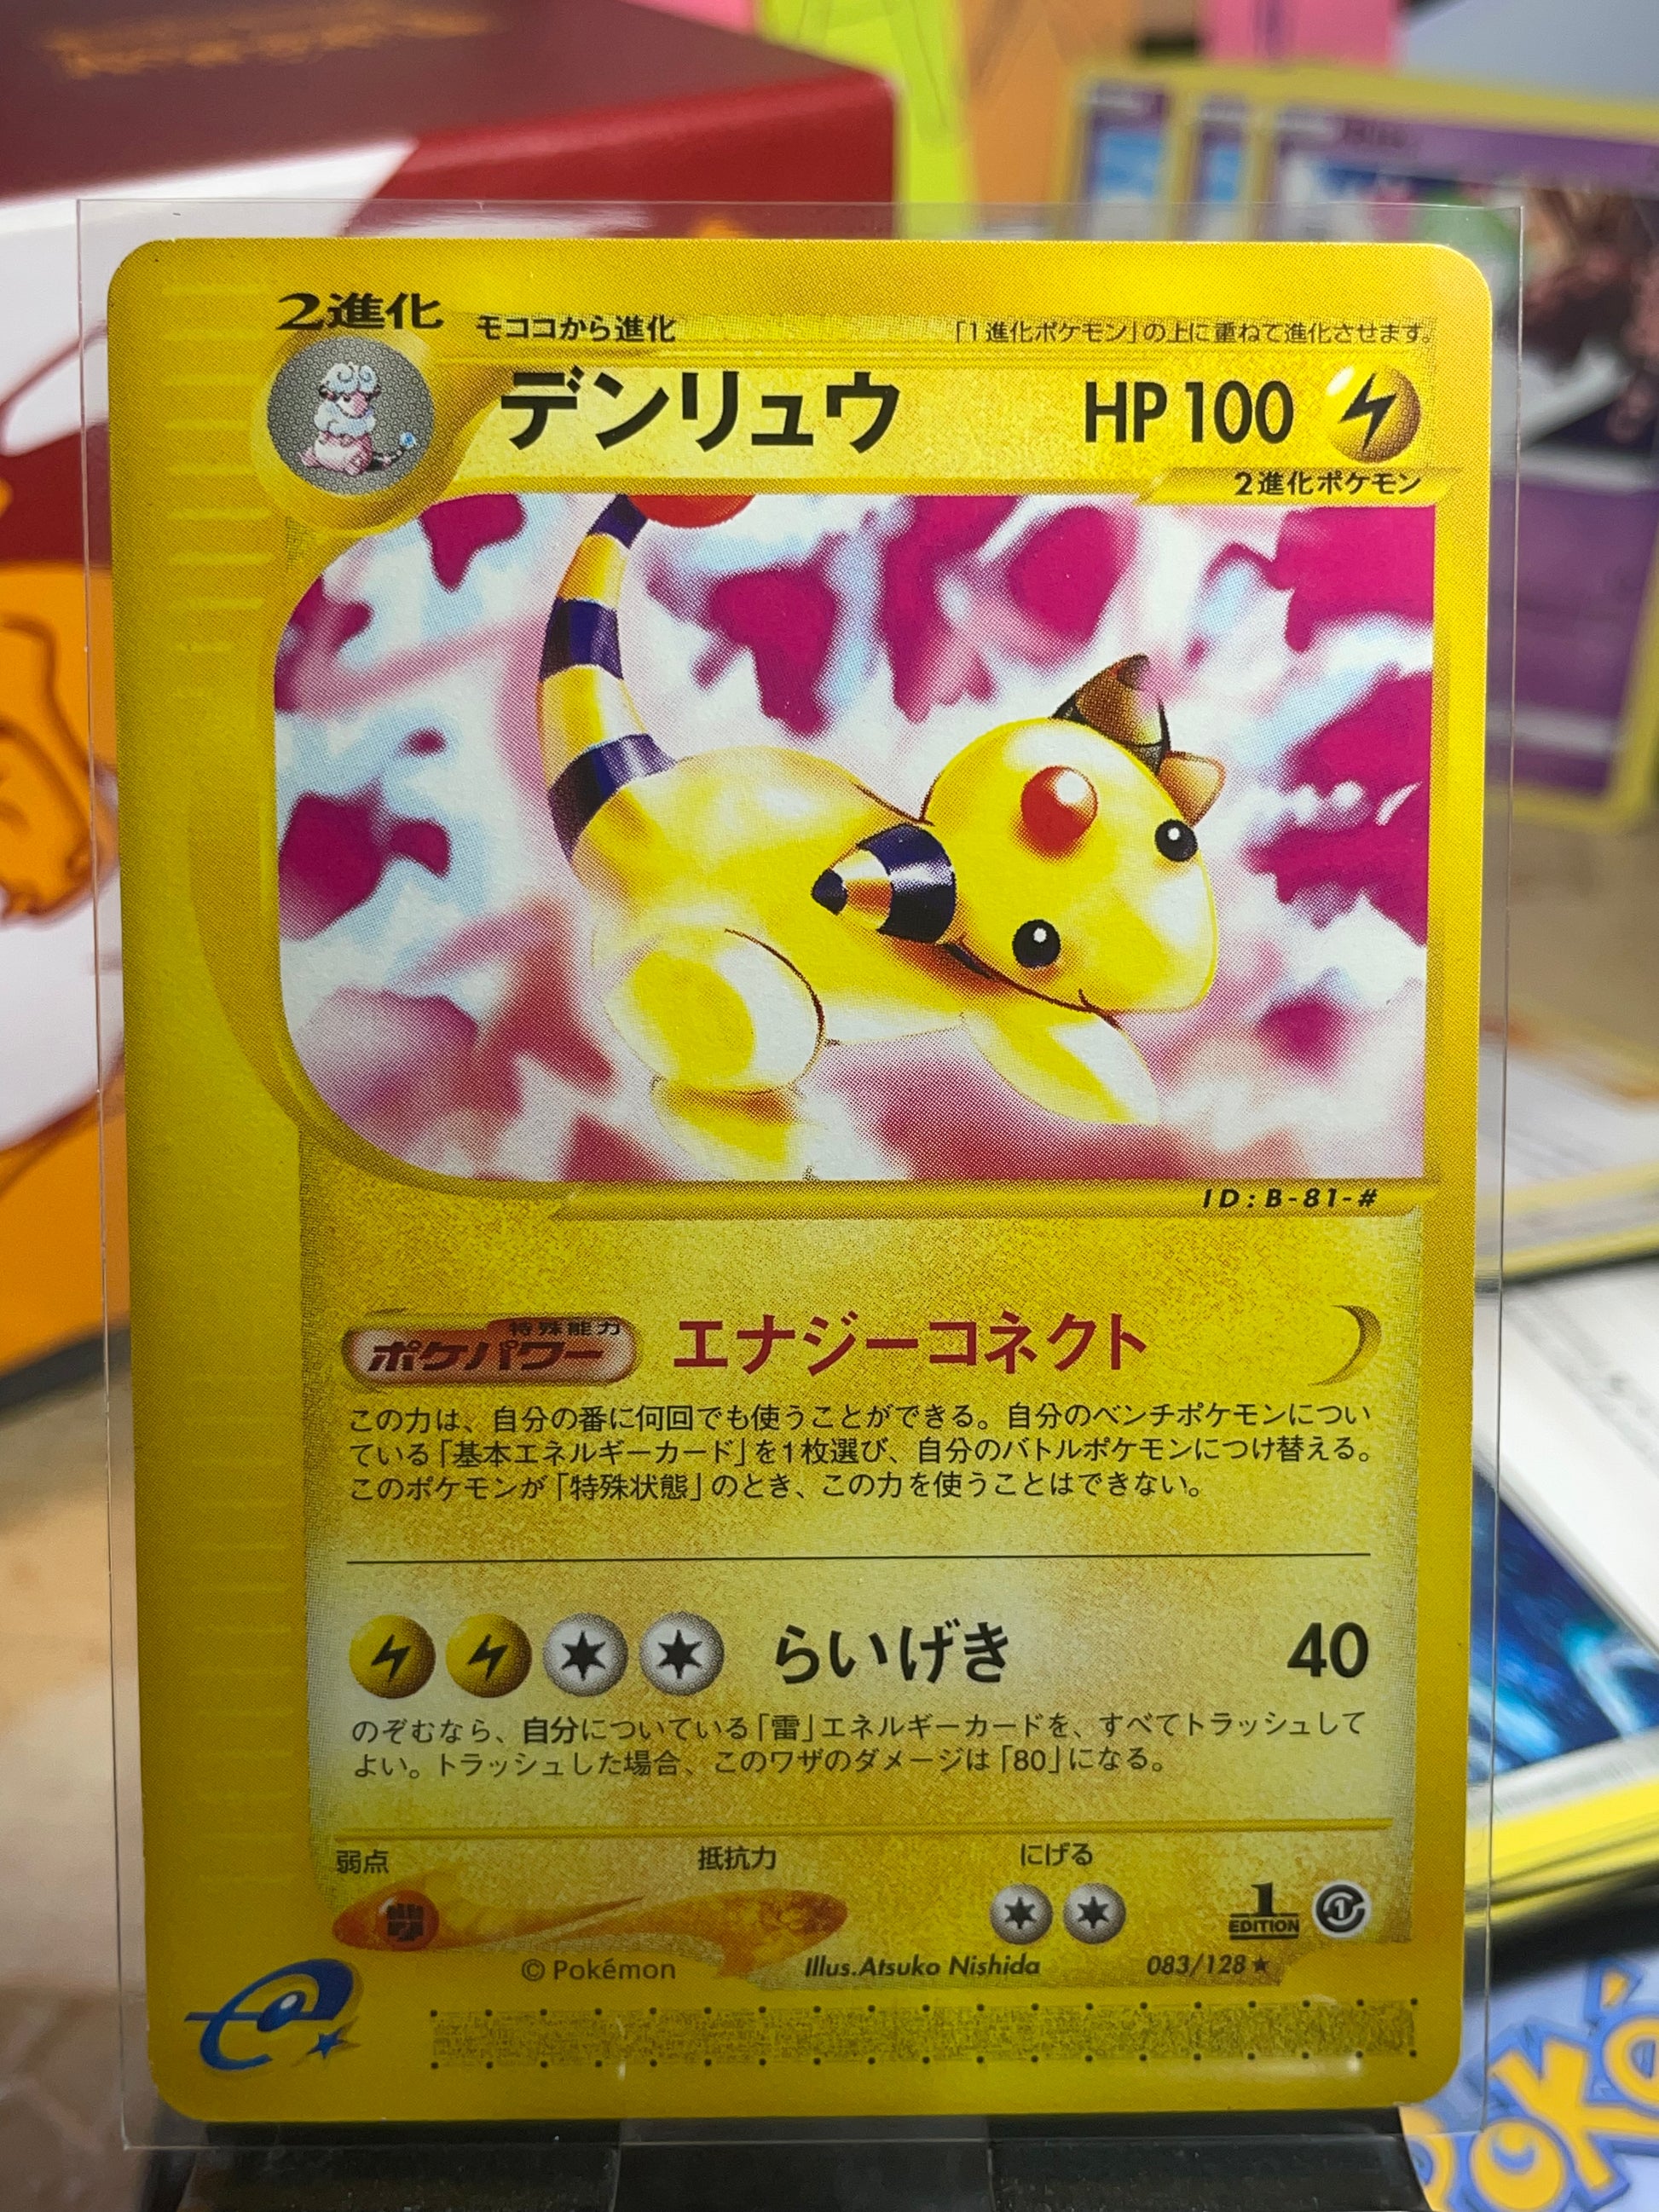 2進化
モココから進化
「1進化ポケモン」の上に重ねて進化させます。
デンリュウ HP100
2進化ポケモン
ID:B-81-#
特殊能力
ポケパワー エナジーコネクト
この力は、自分の番に何回でも使うことができる。自分のベンチポケモンについ
ている「基本エネルギーカード」を1枚選び、自分のバトルポケモンにつけ替える。
このポケモンが「特殊状態」のとき、この力を使うことはできない。
らいげき 40
のぞむなら、自分についている「雷」エネルギーカードを、すべてトラッシュして
よい。トラッシュした場合、このワザのダメージは「80」になる。
弱点 抵抗力 にげる
1
EDITION
© Pokémon Illus.Atsuko Nishida 083/128 ★
e
Poké